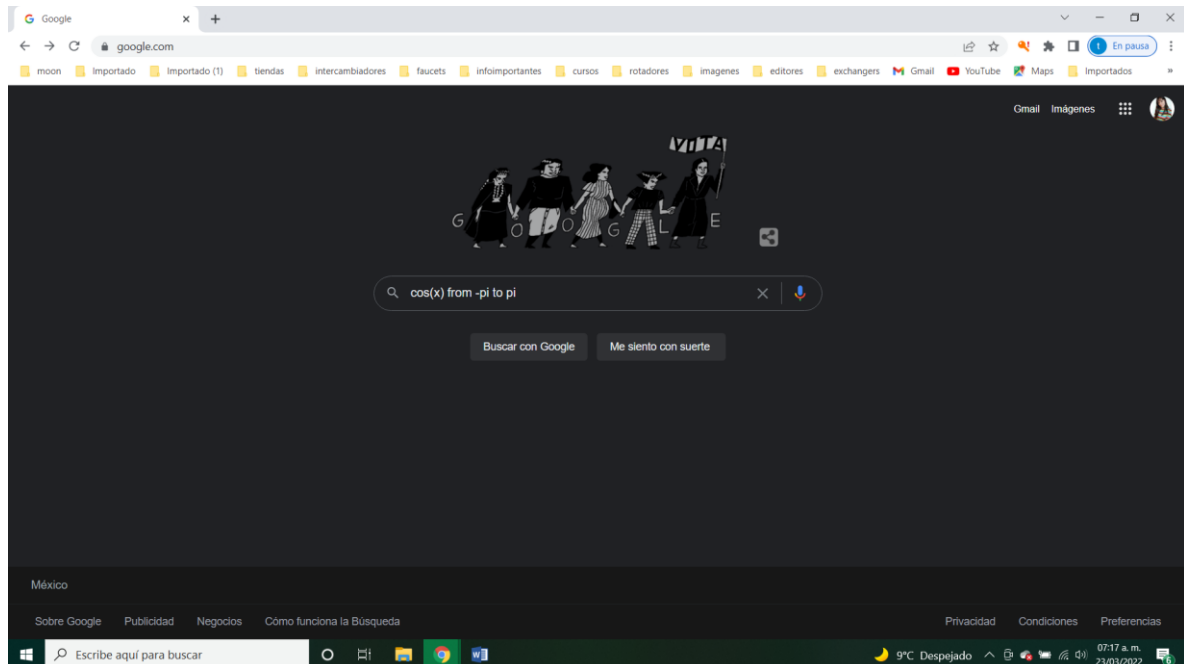 Google
google.com
En pausa
moon Importado Importado (1) tiendas intercambiadores faucets infoimportantes cursos rotadores imagenes editores exchangers Gmail YouTube Maps Importados »
Gmail Imágenes
VOTA
GOOGLE
cos(x) from -pi to pi
Buscar con Google Me siento con suerte
México
Sobre Google Publicidad Negocios Cómo funciona la Búsqueda Privacidad Condiciones Preferencias
Escribe aquí para buscar
9°C Despejado
07:17 a. m.
23/03/2022
6